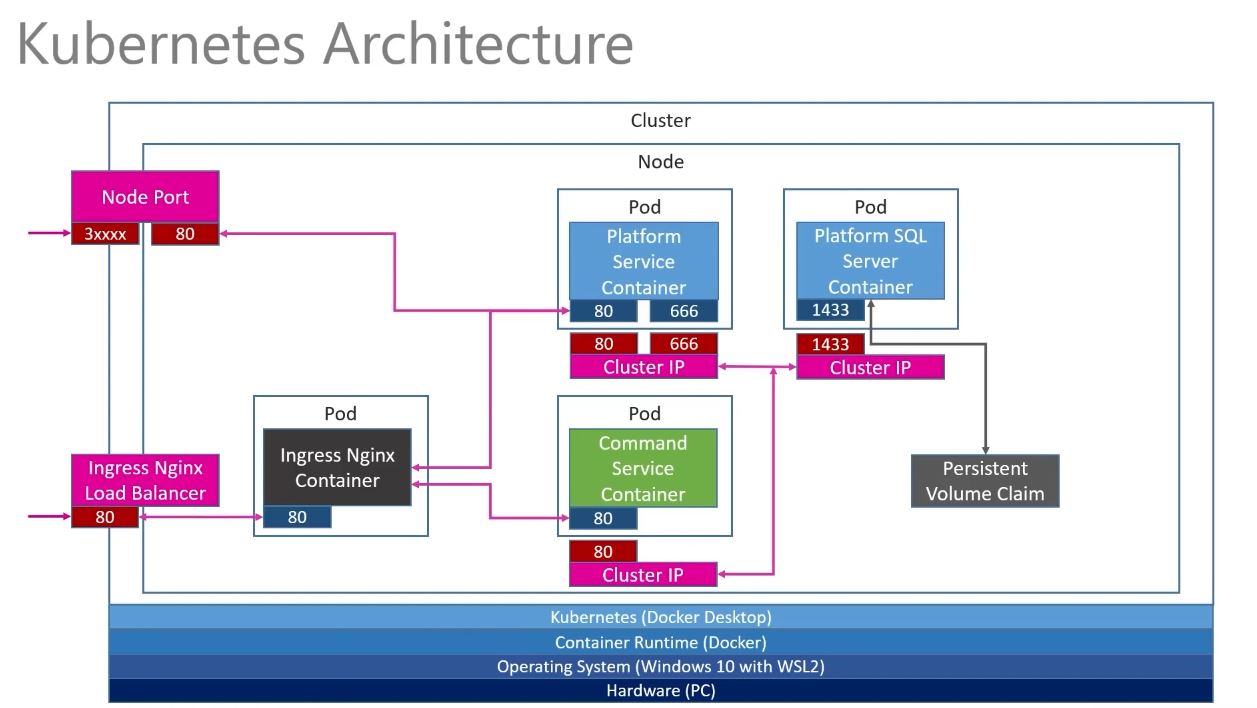 Kubernetes Architecture
Cluster
Node
Node Port
3xxxx
80
Pod
Platform
Service
Container
80
666
80
666
Cluster IP
Pod
Platform SQL
Server
Container
1433
1433
Cluster IP
Pod
Ingress Nginx
Container
80
Ingress Nginx
Load Balancer
80
Pod
Command
Service
Container
80
80
Cluster IP
Persistent
Volume Claim
Kubernetes (Docker Desktop)
Container Runtime (Docker)
Operating System (Windows 10 with WSL2)
Hardware (PC)